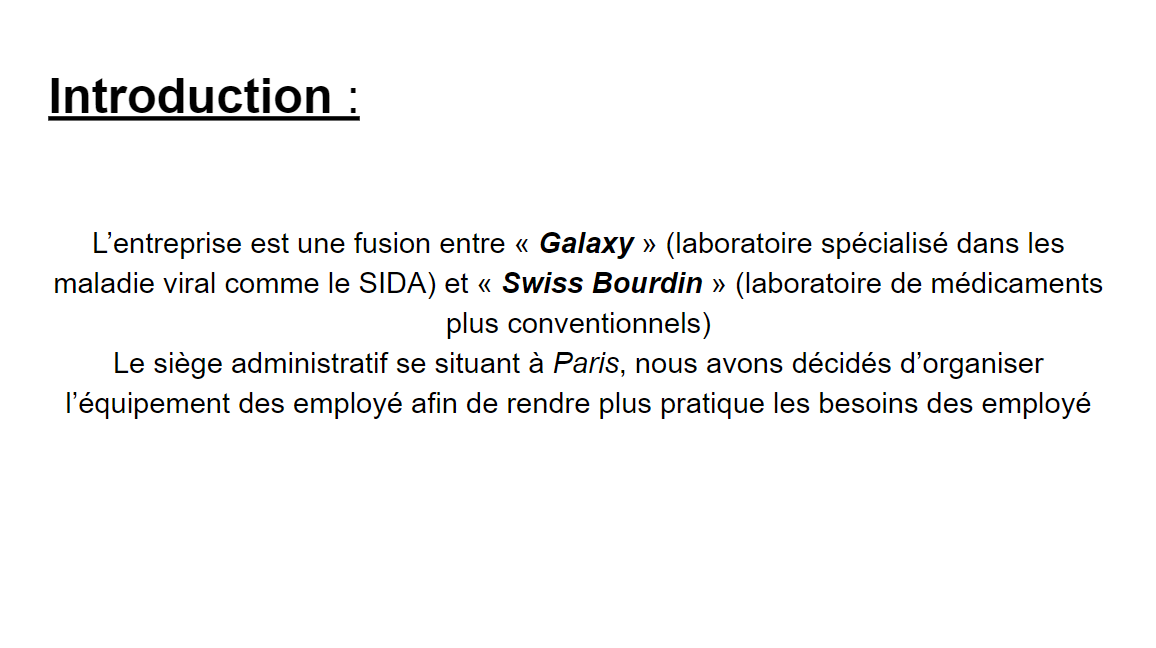 Introduction :
L’entreprise est une fusion entre « Galaxy » (laboratoire spécialisé dans les
maladie viral comme le SIDA) et « Swiss Bourdin » (laboratoire de médicaments
plus conventionnels)
Le siège administratif se situant à Paris, nous avons décidés d’organiser
l’équipement des employé afin de rendre plus pratique les besoins des employé